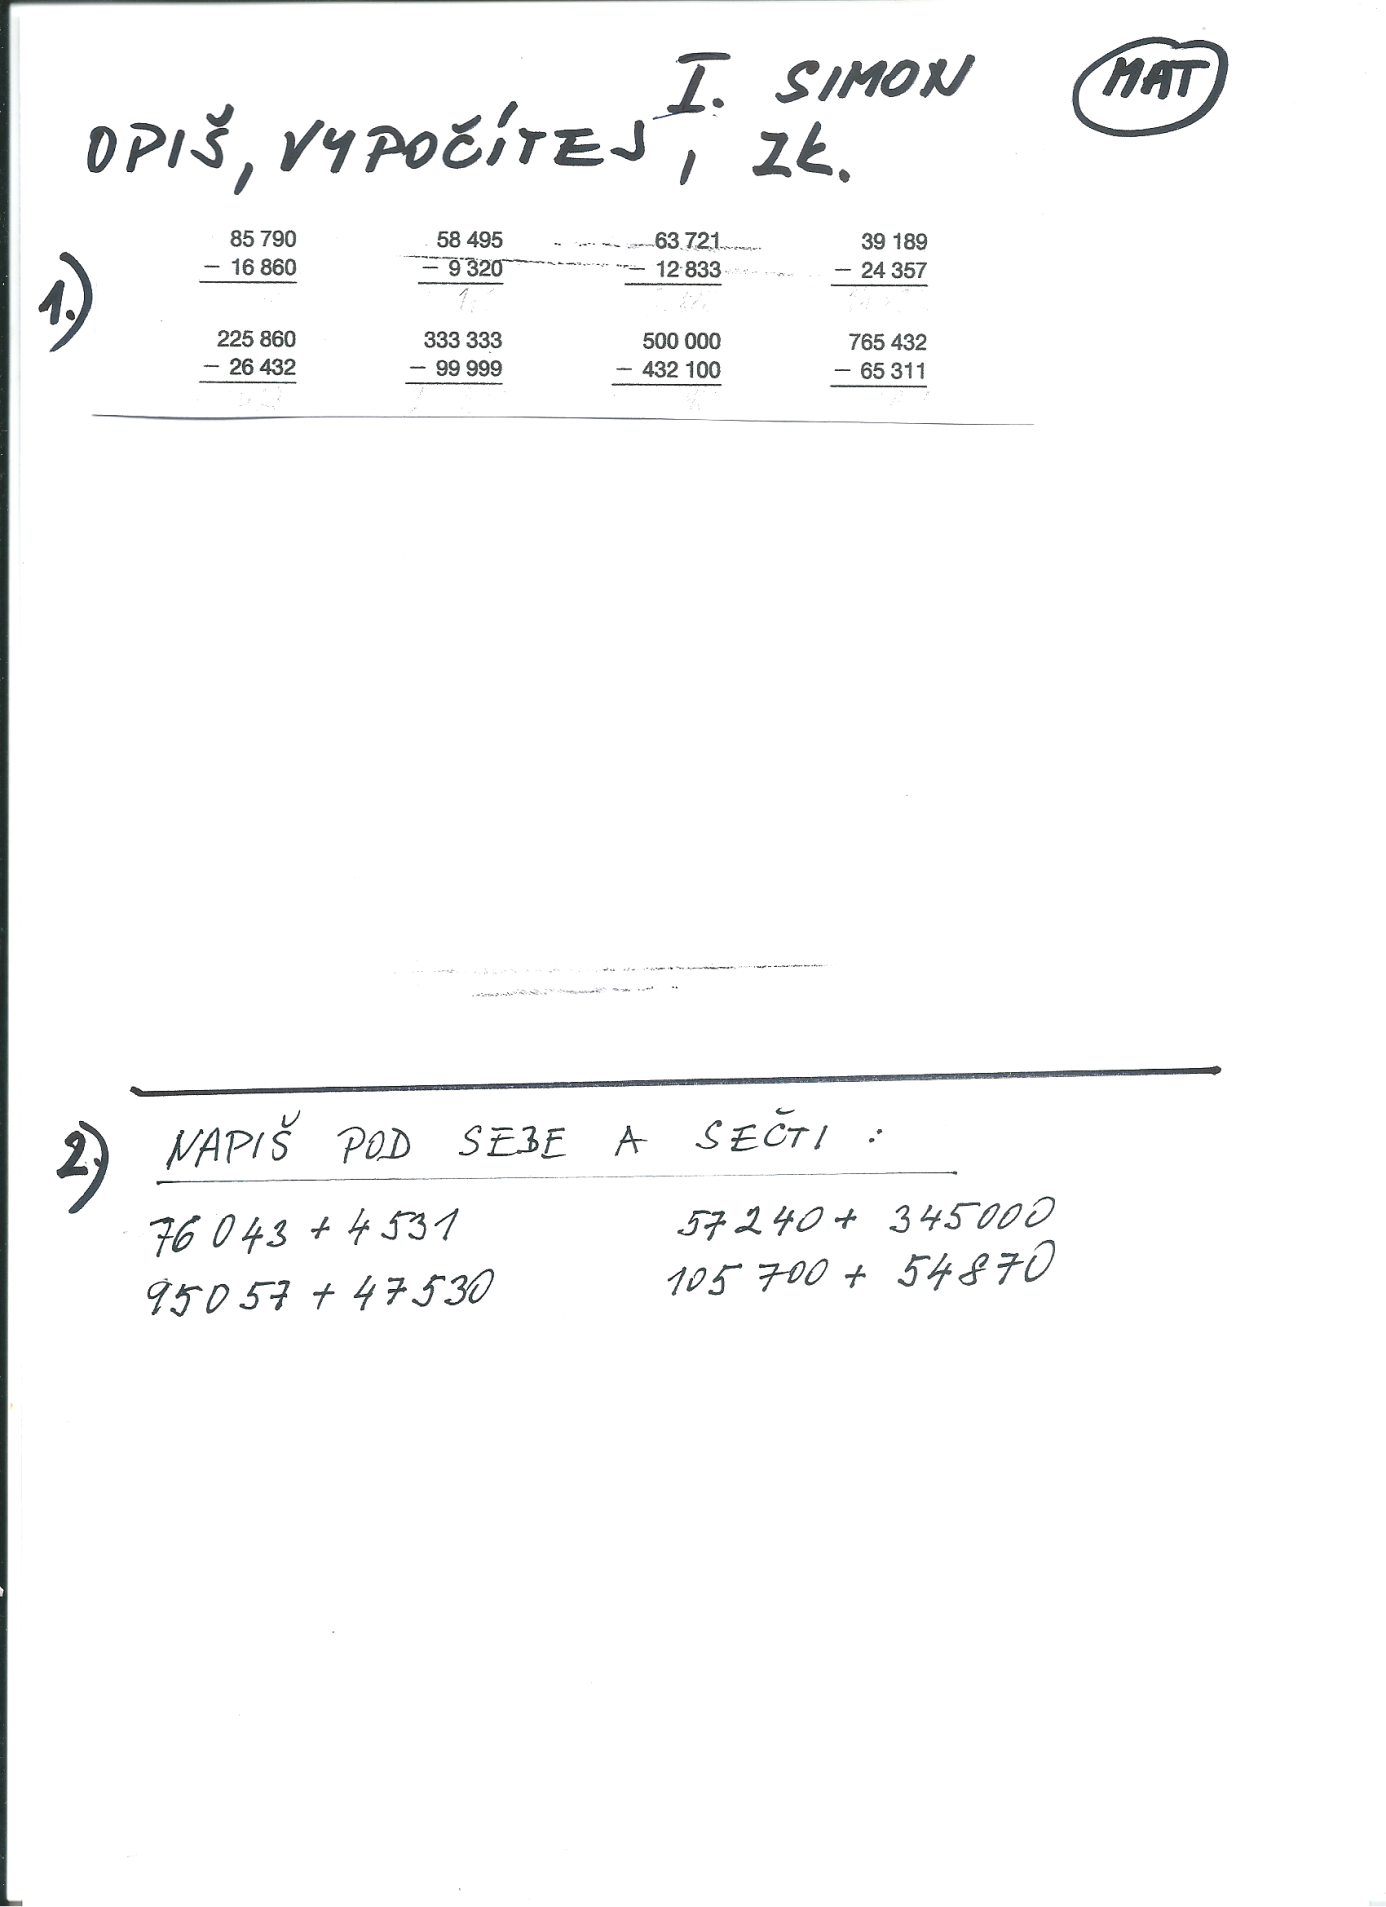 I. SIMON MAT
OPIŠ, VYPOČÍTEJ, ZK.
1.)
85 790 58 495 63 721 39 189
− 16 860 − 9 320 − 12 833 − 24 357
225 860 333 333 500 000 765 432
− 26 432 − 99 999 − 432 100 − 65 311
2.) NAPIŠ POD SEBE A SEČTI :
76 043 + 4 531 57 240 + 345000
95 057 + 47 530 105 700 + 54 870